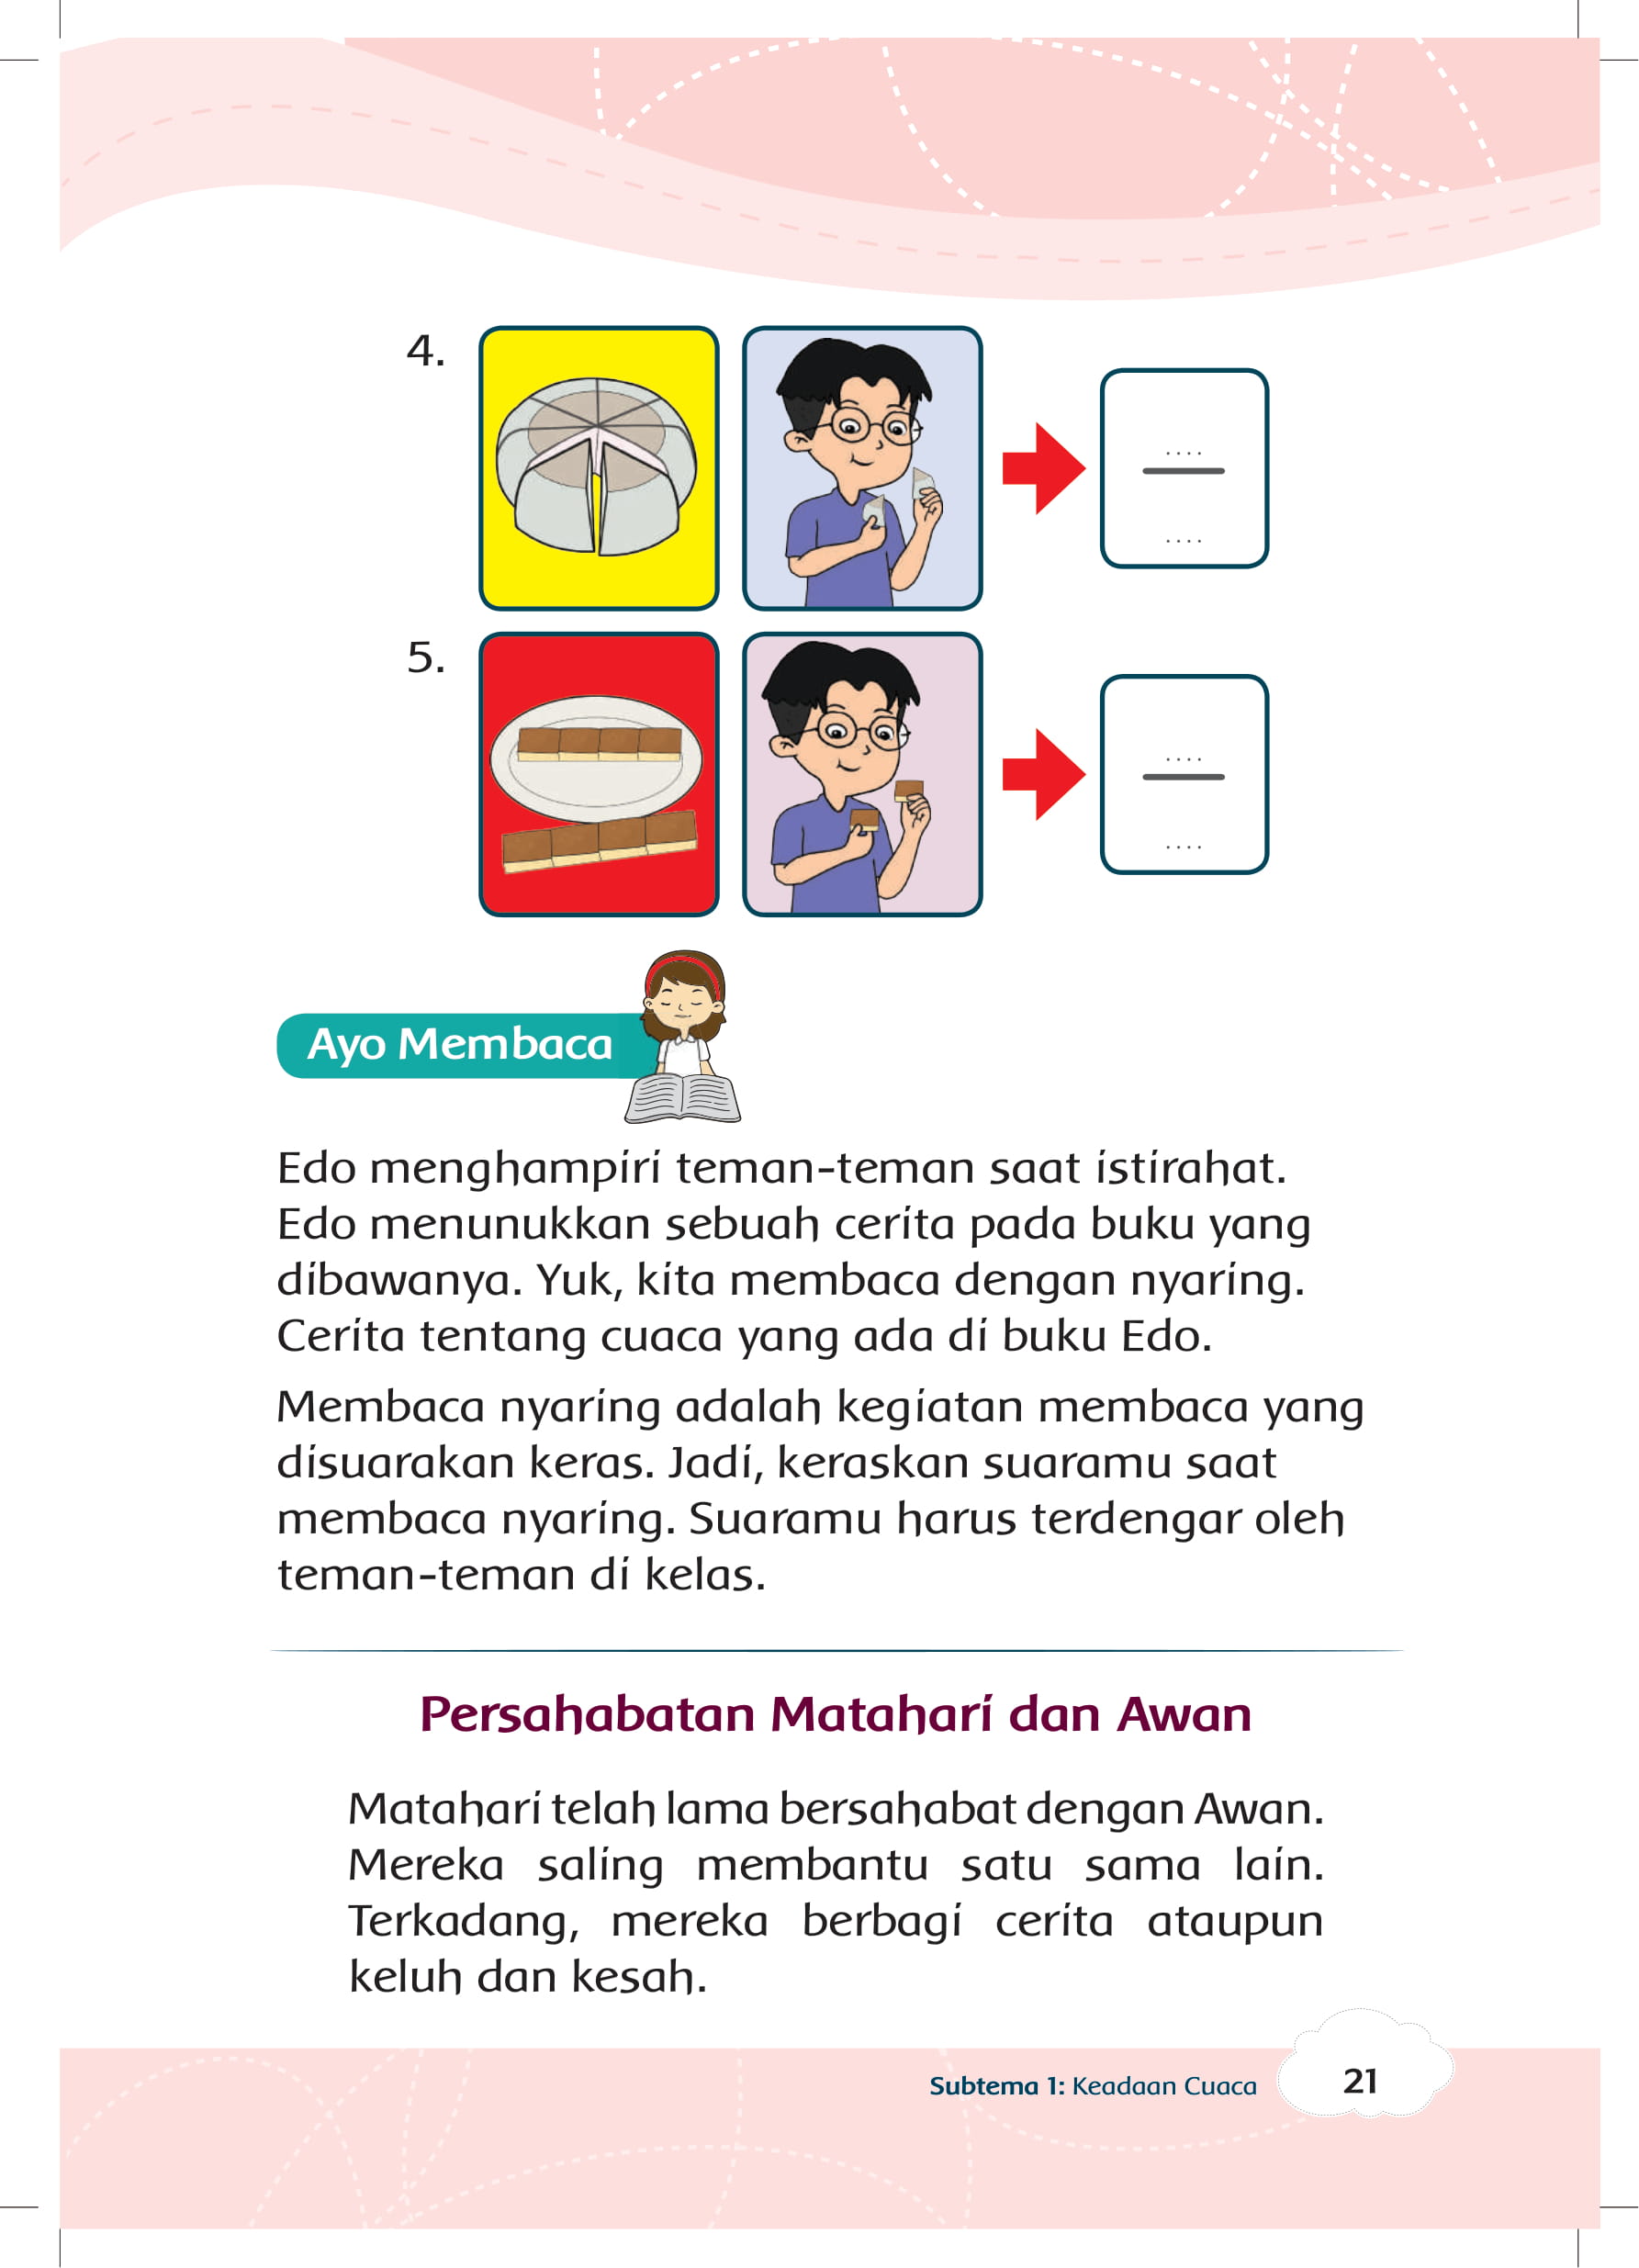 4.
....
....
5.
....
....
Ayo Membaca
Edo menghampiri teman-teman saat istirahat.
Edo menunukkan sebuah cerita pada buku yang
dibawanya. Yuk, kita membaca dengan nyaring.
Cerita tentang cuaca yang ada di buku Edo.
Membaca nyaring adalah kegiatan membaca yang
disuarakan keras. Jadi, keraskan suaramu saat
membaca nyaring. Suaramu harus terdengar oleh
teman-teman di kelas.
Persahabatan Matahari dan Awan
Matahari telah lama bersahabat dengan Awan.
Mereka saling membantu satu sama lain.
Terkadang, mereka berbagi cerita ataupun
keluh dan kesah.
Subtema 1: Keadaan Cuaca
21